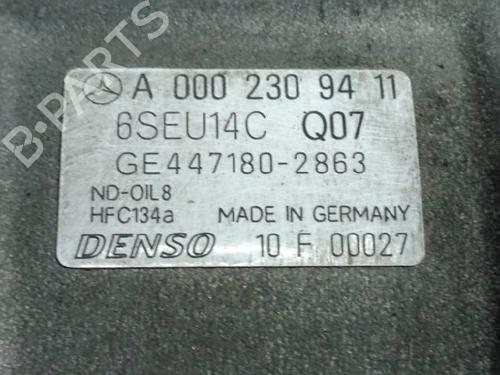 B-PARTS
A 000 230 94 11
6SEU14C Q07
GE447180-2863
ND-OIL8
HFC134a MADE IN GERMANY
DENSO 10 F 00027